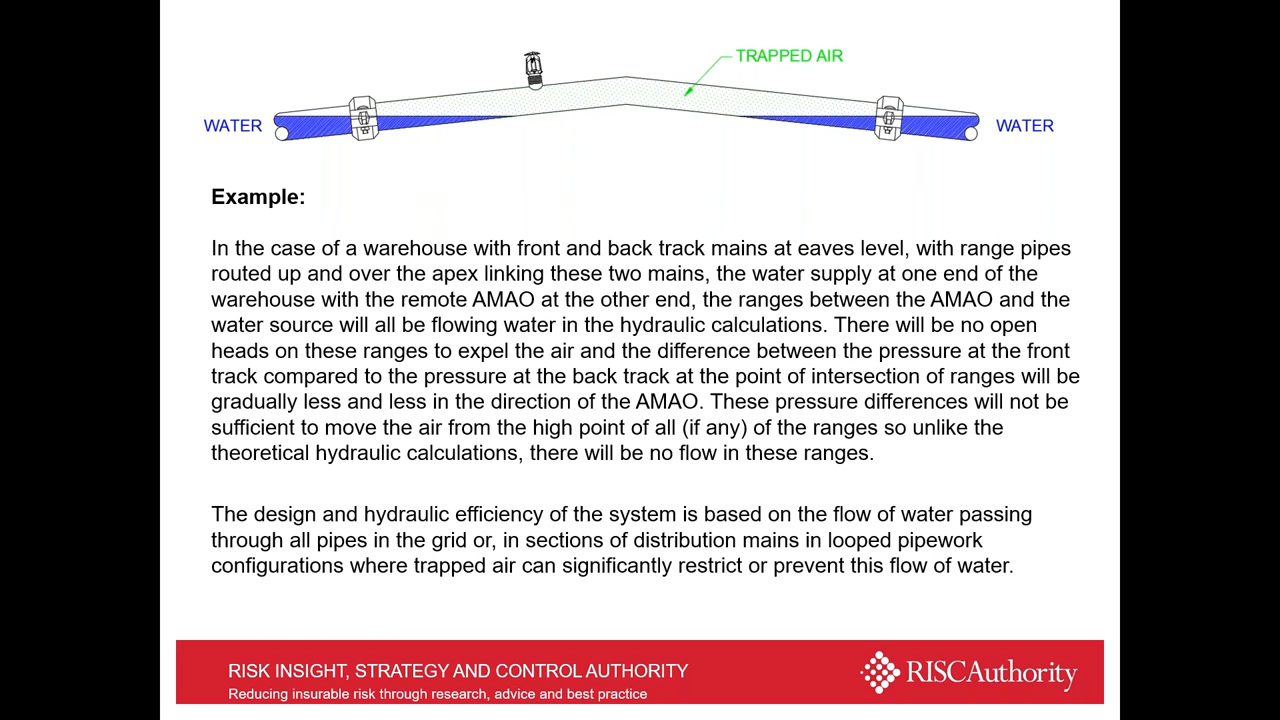 TRAPPED AIR
WATER
WATER
Example:
In the case of a warehouse with front and back track mains at eaves level, with range pipes
routed up and over the apex linking these two mains, the water supply at one end of the
warehouse with the remote AMAO at the other end, the ranges between the AMAO and the
water source will all be flowing water in the hydraulic calculations. There will be no open
heads on these ranges to expel the air and the difference between the pressure at the front
track compared to the pressure at the back track at the point of intersection of ranges will be
gradually less and less in the direction of the AMAO. These pressure differences will not be
sufficient to move the air from the high point of all (if any) of the ranges so unlike the
theoretical hydraulic calculations, there will be no flow in these ranges.
The design and hydraulic efficiency of the system is based on the flow of water passing
through all pipes in the grid or, in sections of distribution mains in looped pipework
configurations where trapped air can significantly restrict or prevent this flow of water.
RISK INSIGHT, STRATEGY AND CONTROL AUTHORITY
Reducing insurable risk through research, advice and best practice
RISCAuthority